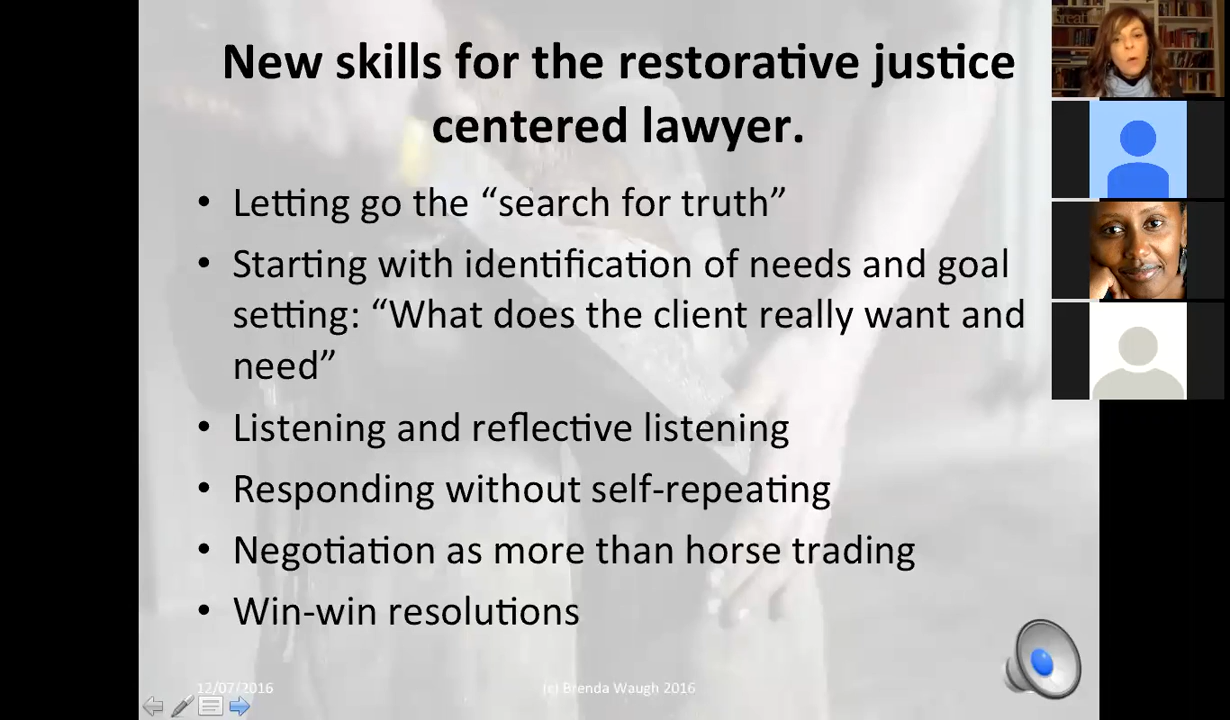 New skills for the restorative justice
centered lawyer.
• Letting go the “search for truth”
• Starting with identification of needs and goal
setting: “What does the client really want and
need”
• Listening and reflective listening
• Responding without self-repeating
• Negotiation as more than horse trading
• Win-win resolutions
12/07/2016
(c) Brenda Waugh 2016